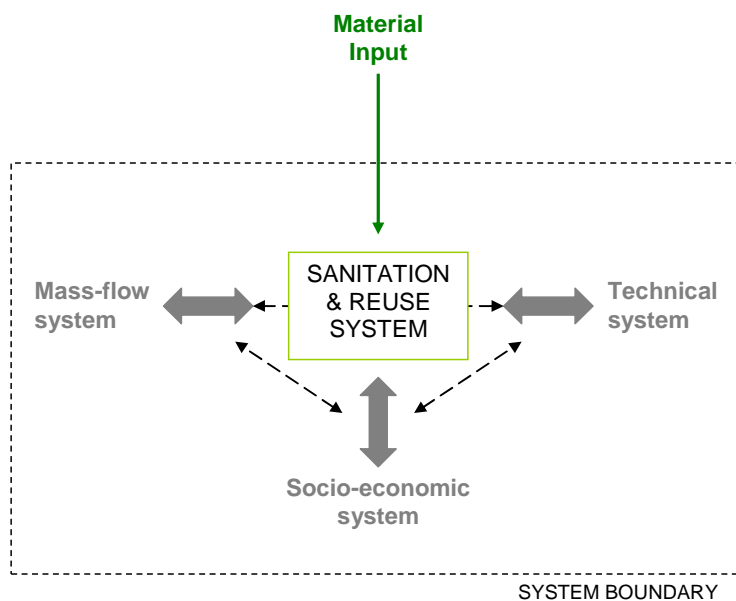 Material
Input
SANITATION
& REUSE
SYSTEM
Mass-flow
system
Technical
system
Socio-economic
system
SYSTEM BOUNDARY